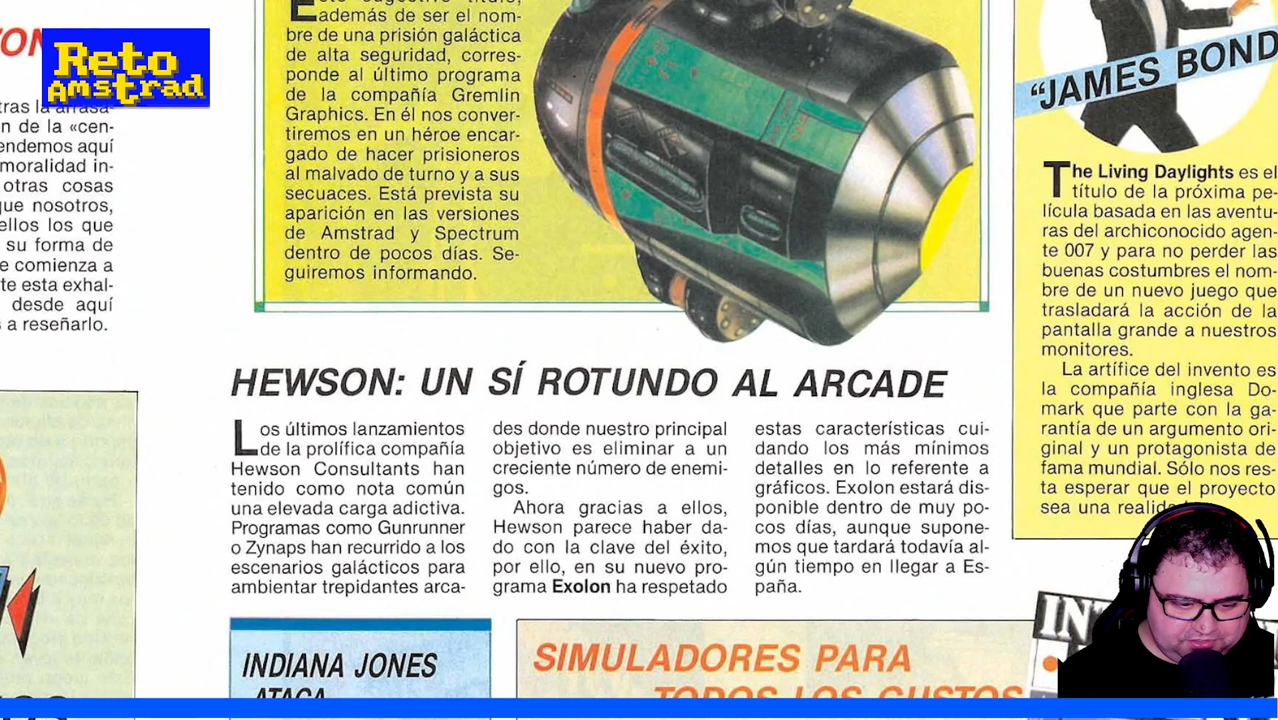 Reto
Amstrad
tras la arrasa-
n de la «cen-
endemos aquí
moralidad in-
otras cosas
que nosotros,
ellos los que
su forma de
e comienza a
te esta exhal-
desde aquí
s a reseñarlo.
Este sugestivo título,
además de ser el nom-
bre de una prisión galáctica
de alta seguridad, corres-
ponde al último programa
de la compañía Gremlin
Graphics. En él nos conver-
tiremos en un héroe encar-
gado de hacer prisioneros
al malvado de turno y a sus
secuaces. Está prevista su
aparición en las versiones
de Amstrad y Spectrum
dentro de pocos días. Se-
guiremos informando.
"JAMES BOND
The Living Daylights es el
título de la próxima pe-
lícula basada en las aventu-
ras del archiconocido agen-
te 007 y para no perder las
buenas costumbres el nom-
bre de un nuevo juego que
trasladará la acción de la
pantalla grande a nuestros
monitores.
La artífice del invento es
la compañía inglesa Do-
mark que parte con la ga-
rantía de un argumento ori-
ginal y un protagonista de
fama mundial. Sólo nos res-
ta esperar que el proyecto
sea una
HEWSON: UN SÍ ROTUNDO AL ARCADE
Los últimos lanzamientos
de la prolífica compañía
Hewson Consultants han
tenido como nota común
una elevada carga adictiva.
Programas como Gunrunner
o Zynaps han recurrido a los
escenarios galácticos para
ambientar trepidantes arca-
des donde nuestro principal
objetivo es eliminar a un
creciente número de enemi-
gos.
Ahora gracias a ellos,
Hewson parece haber da-
do con la clave del éxito,
por ello, en su nuevo pro-
grama Exolon ha respetado
estas características cui-
dando los más mínimos
detalles en lo referente a
gráficos. Exolon estará dis-
ponible dentro de muy po-
cos días, aunque supone-
mos que tardará todavía al-
gún tiempo en llegar a Es-
paña.
INDIANA JONES
ATACA
SIMULADORES PARA
TODOS LOS GUSTOS